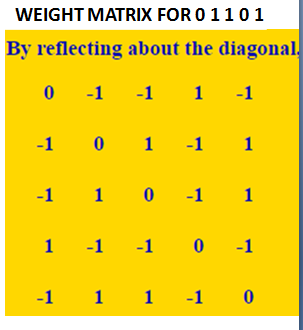 WEIGHT MATRIX FOR 0 1 1 0 1
By reflecting about the diagonal,
0 -1 -1 1 -1
-1 0 1 -1 1
-1 1 0 -1 1
1 -1 -1 0 -1
-1 1 1 -1 0